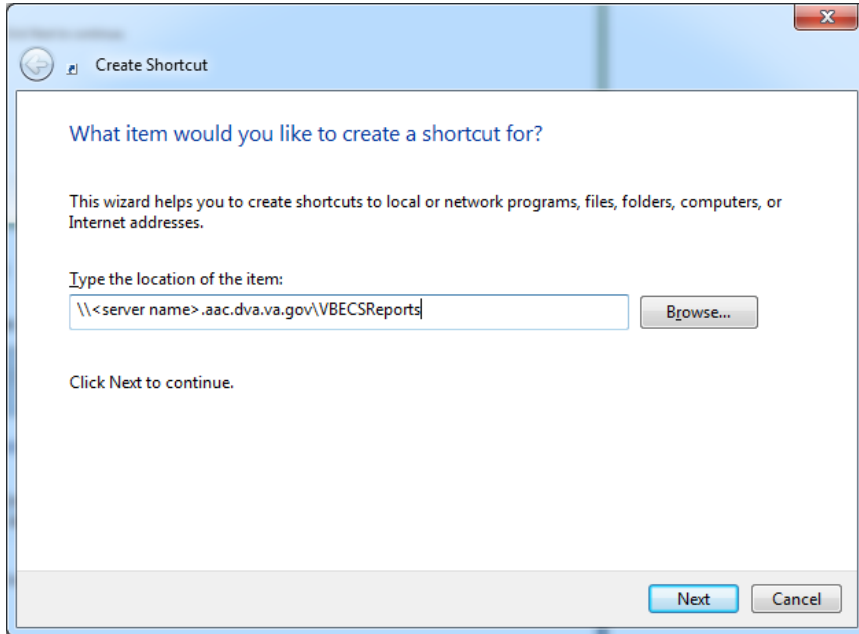 Create Shortcut
What item would you like to create a shortcut for?
This wizard helps you to create shortcuts to local or network programs, files, folders, computers, or
Internet addresses.
Type the location of the item:
\\<server name>.aac.dva.va.gov\VBECSReports
Browse...
Click Next to continue.
Next
Cancel